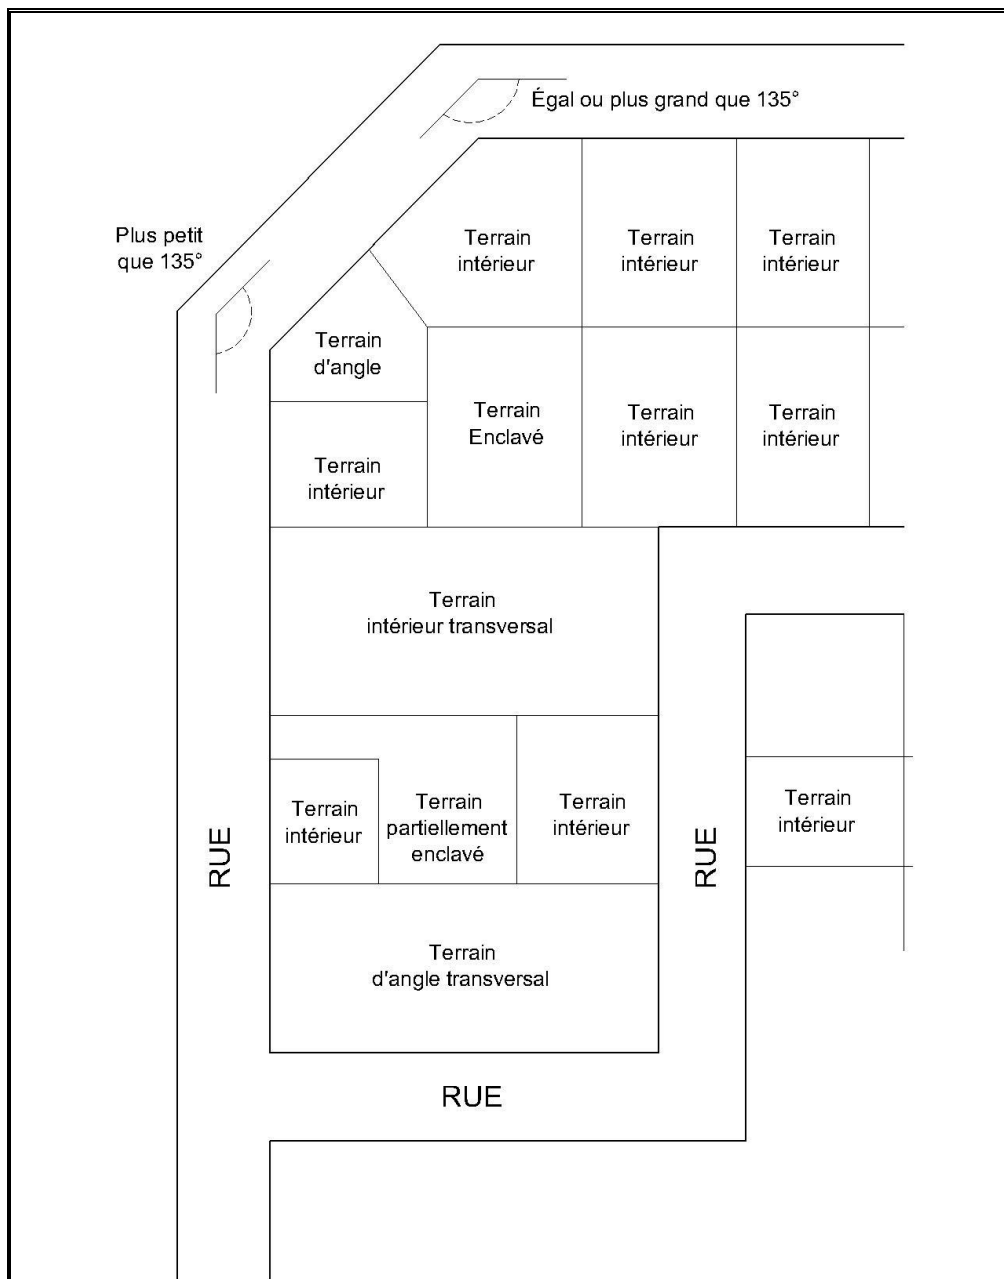 Égal ou plus grand que 135°
Plus petit
que 135°
Terrain
intérieur
Terrain
intérieur
Terrain
intérieur
Terrain
d'angle
Terrain
Enclavé
Terrain
intérieur
Terrain
intérieur
Terrain
intérieur
Terrain
intérieur transversal
Terrain
intérieur
Terrain
partiellement
enclavé
Terrain
intérieur
Terrain
intérieur
RUE
RUE
Terrain
d'angle transversal
RUE